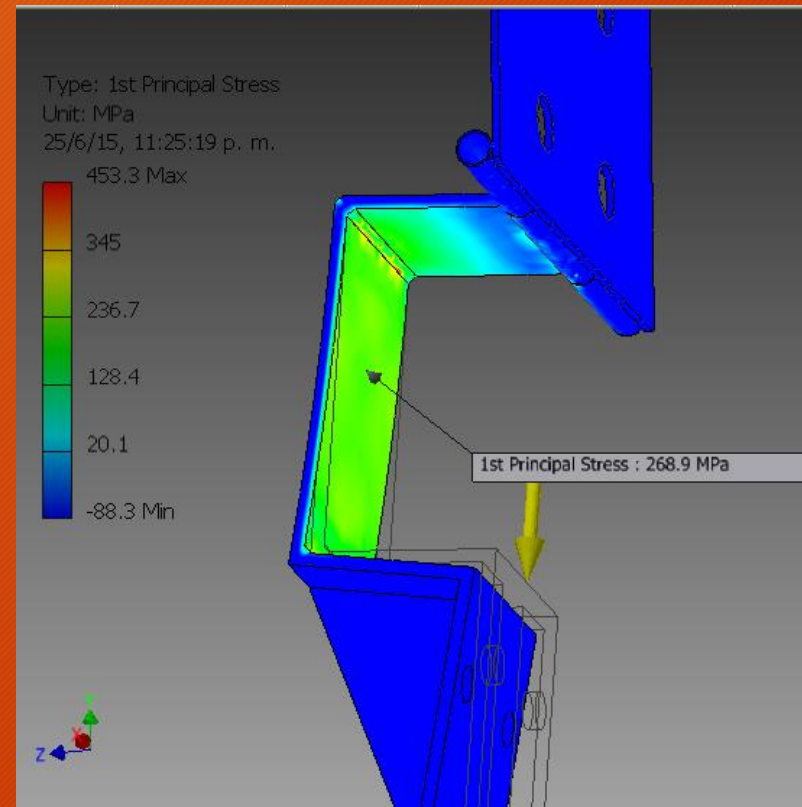 Type: 1st Principal Stress
Unit: MPa
25/6/15, 11:25:19 p. m.
453.3 Max
345
236.7
128.4
20.1
-88.3 Min
1st Principal Stress : 268.9 MPa
Y
X
Z